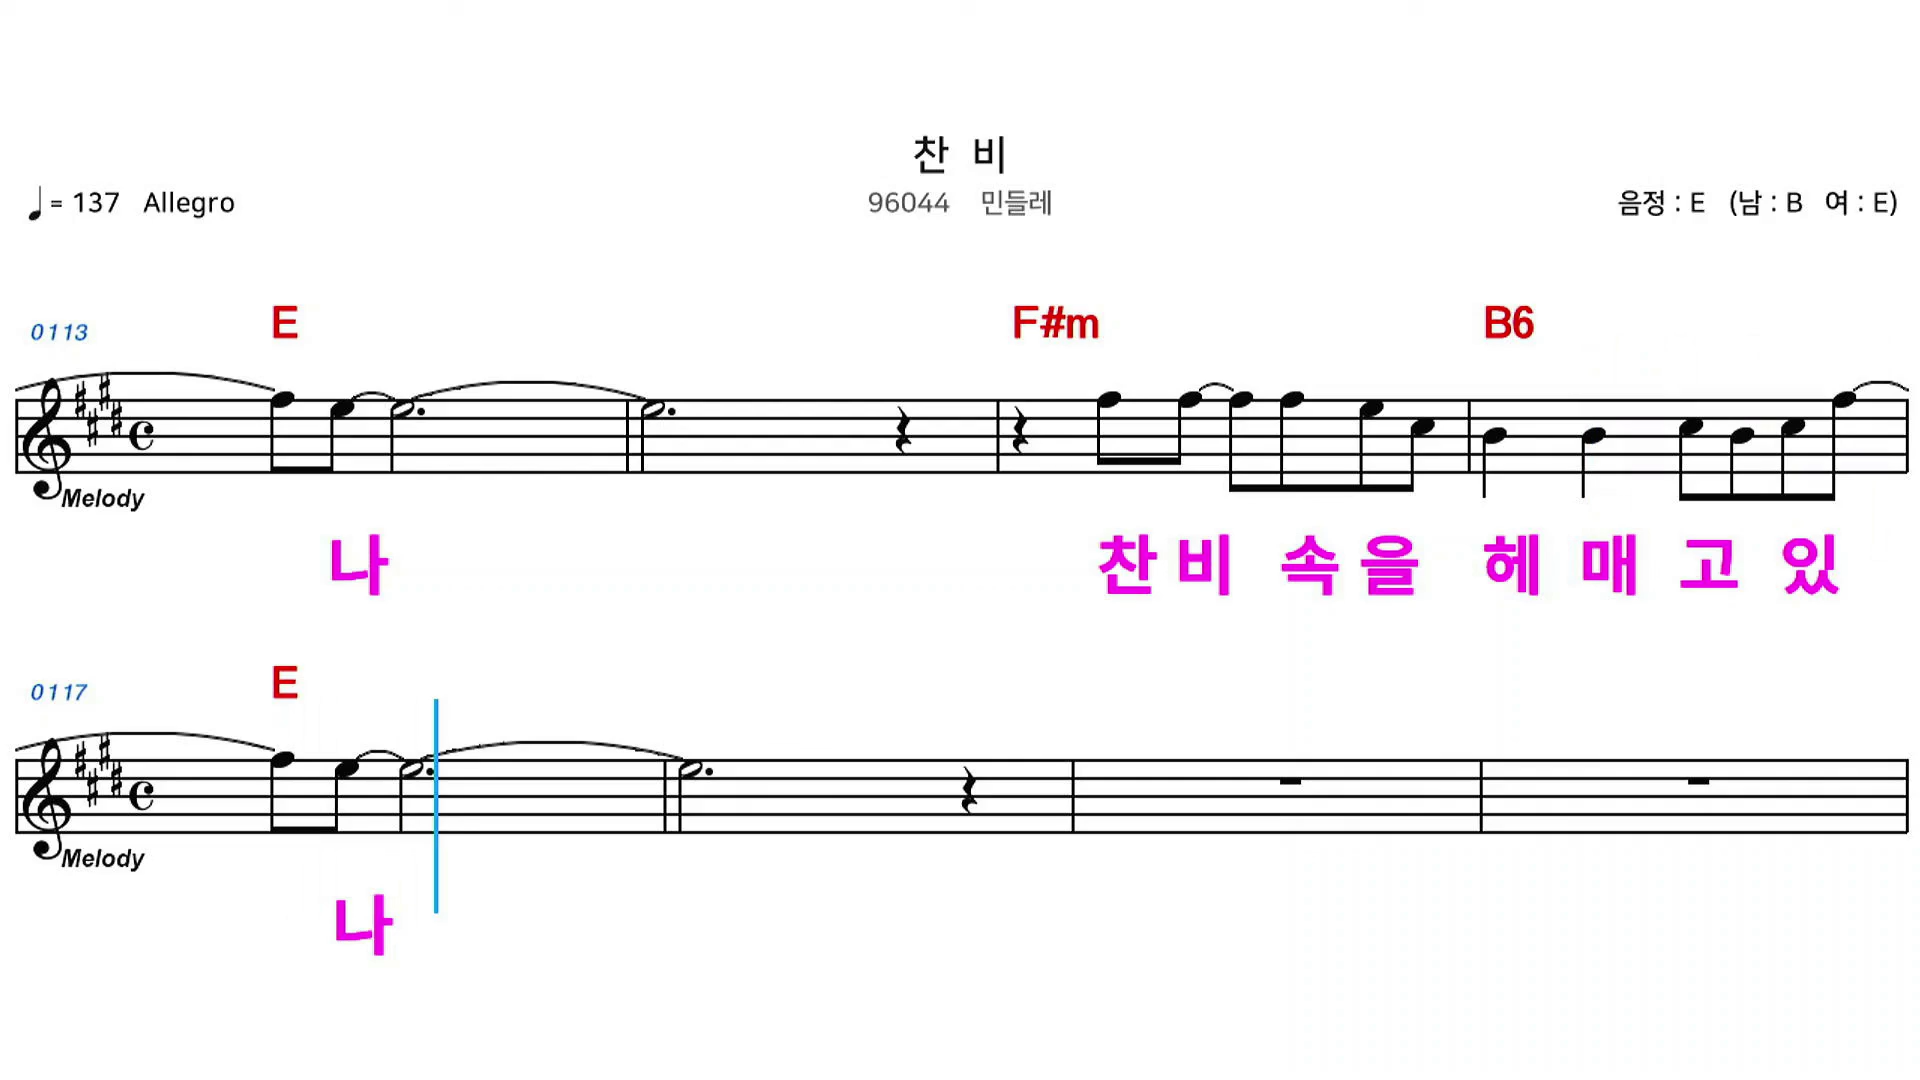 찬 비
♩= 137 Allegro 96044 민들레 음정 : E (남 : B 여 : E)
0113 E F#m B6
Melody
나 찬 비 속 을 헤 매 고 있
0117 E
Melody
나